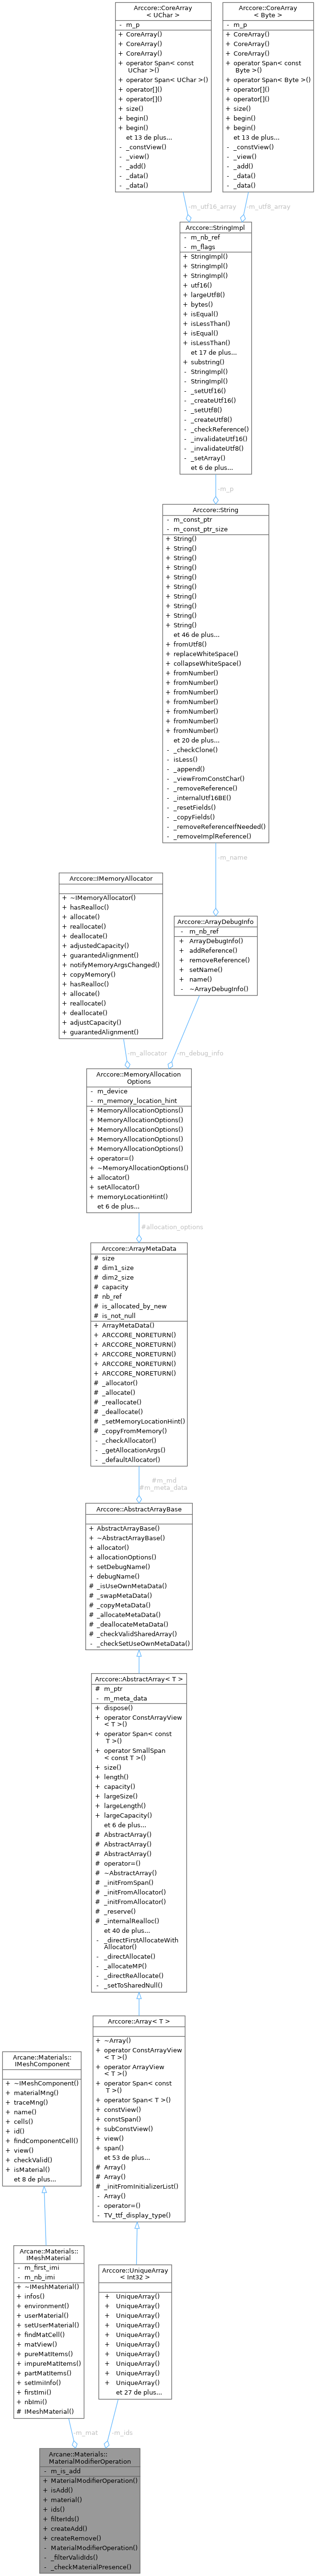 Arccore::CoreArray
< UChar >
- m_p
+ CoreArray()
+ CoreArray()
+ CoreArray()
+ operator Span< const
UChar >()
+ operator Span< UChar >()
+ operator[]()
+ operator[]()
+ size()
+ begin()
+ begin()
et 13 de plus...
- _constView()
- _view()
- _add()
- _data()
- _data()
Arccore::CoreArray
< Byte >
- m_p
+ CoreArray()
+ CoreArray()
+ CoreArray()
+ operator Span< const
Byte >()
+ operator Span< Byte >()
+ operator[]()
+ operator[]()
+ size()
+ begin()
+ begin()
et 13 de plus...
- _constView()
- _view()
- _add()
- _data()
- _data()
-m_utf16_array
-m_utf8_array
Arccore::StringImpl
- m_nb_ref
- m_flags
+ StringImpl()
+ StringImpl()
+ StringImpl()
+ utf16()
+ largeUtf8()
+ bytes()
+ isEqual()
+ isLessThan()
+ isEqual()
+ isLessThan()
et 17 de plus...
+ substring()
- StringImpl()
- StringImpl()
- _setUtf16()
- _createUtf16()
- _setUtf8()
- _createUtf8()
- _checkReference()
- _invalidateUtf16()
- _invalidateUtf8()
- _setArray()
et 6 de plus...
-m_p
Arccore::String
- m_const_ptr
- m_const_ptr_size
+ String()
+ String()
+ String()
+ String()
+ String()
+ String()
+ String()
+ String()
+ String()
+ String()
et 46 de plus...
+ fromUtf8()
+ replaceWhiteSpace()
+ collapseWhiteSpace()
+ fromNumber()
+ fromNumber()
+ fromNumber()
+ fromNumber()
+ fromNumber()
+ fromNumber()
+ fromNumber()
et 20 de plus...
- _checkClone()
- isLess()
- _append()
- _viewFromConstChar()
- _removeReference()
- _internalUtf16BE()
- _resetFields()
- _copyFields()
- _removeReferenceIfNeeded()
- _removeImplReference()
-m_name
Arccore::IMemoryAllocator
+ ~IMemoryAllocator()
+ hasRealloc()
+ allocate()
+ reallocate()
+ deallocate()
+ adjustedCapacity()
+ guarantedAlignment()
+ notifyMemoryArgsChanged()
+ copyMemory()
+ hasRealloc()
+ allocate()
+ reallocate()
+ deallocate()
+ adjustCapacity()
+ guarantedAlignment()
Arccore::ArrayDebugInfo
- m_nb_ref
+ ArrayDebugInfo()
+ addReference()
+ removeReference()
+ setName()
+ name()
- ~ArrayDebugInfo()
-m_allocator
-m_debug_info
Arccore::MemoryAllocation
Options
- m_device
- m_memory_location_hint
+ MemoryAllocationOptions()
+ MemoryAllocationOptions()
+ MemoryAllocationOptions()
+ MemoryAllocationOptions()
+ MemoryAllocationOptions()
+ operator=()
+ ~MemoryAllocationOptions()
+ allocator()
+ setAllocator()
+ memoryLocationHint()
et 6 de plus...
#allocation_options
Arccore::ArrayMetaData
# size
# dim1_size
# dim2_size
# capacity
# nb_ref
# is_allocated_by_new
# is_not_null
+ ArrayMetaData()
+ ARCCORE_NORETURN()
+ ARCCORE_NORETURN()
+ ARCCORE_NORETURN()
+ ARCCORE_NORETURN()
+ ARCCORE_NORETURN()
# _allocator()
# _allocate()
# _reallocate()
# _deallocate()
# _setMemoryLocationHint()
# _copyFromMemory()
- _checkAllocator()
- _getAllocationArgs()
- _defaultAllocator()
#m_md
#m_meta_data
Arccore::AbstractArrayBase
+ AbstractArrayBase()
+ ~AbstractArrayBase()
+ allocator()
+ allocationOptions()
+ setDebugName()
+ debugName()
# _isUseOwnMetaData()
# _swapMetaData()
# _copyMetaData()
# _allocateMetaData()
# _deallocateMetaData()
# _checkValidSharedArray()
- _checkSetUseOwnMetaData()
Arccore::AbstractArray< T >
# m_ptr
- m_meta_data
+ dispose()
+ operator ConstArrayView
< T >()
+ operator Span< const
T >()
+ operator SmallSpan
< const T >()
+ size()
+ length()
+ capacity()
+ largeSize()
+ largeLength()
+ largeCapacity()
et 6 de plus...
# AbstractArray()
# AbstractArray()
# AbstractArray()
# operator=()
# ~AbstractArray()
# _initFromSpan()
# _initFromAllocator()
# _initFromAllocator()
# _reserve()
# _internalRealloc()
et 40 de plus...
- _directFirstAllocateWith
Allocator()
- _directAllocate()
- _allocateMP()
- _directReAllocate()
- _setToSharedNull()
Arccore::Array< T >
+ ~Array()
+ operator ConstArrayView
< T >()
+ operator ArrayView
< T >()
+ operator Span< const
T >()
+ operator Span< T >()
+ constView()
+ constSpan()
+ subConstView()
+ view()
+ span()
et 53 de plus...
# Array()
# Array()
# _initFromInitializerList()
- Array()
- operator=()
- TV_ttf_display_type()
Arcane::Materials::
IMeshComponent
+ ~IMeshComponent()
+ materialMng()
+ traceMng()
+ name()
+ cells()
+ id()
+ findComponentCell()
+ view()
+ checkValid()
+ isMaterial()
et 8 de plus...
Arcane::Materials::
IMeshMaterial
- m_first_imi
- m_nb_imi
+ ~IMeshMaterial()
+ infos()
+ environment()
+ userMaterial()
+ setUserMaterial()
+ findMatCell()
+ matView()
+ pureMatItems()
+ impureMatItems()
+ partMatItems()
+ setImiInfo()
+ firstImi()
+ nbImi()
# IMeshMaterial()
Arccore::UniqueArray
< Int32 >
+ UniqueArray()
+ UniqueArray()
+ UniqueArray()
+ UniqueArray()
+ UniqueArray()
+ UniqueArray()
+ UniqueArray()
+ UniqueArray()
+ UniqueArray()
+ UniqueArray()
et 27 de plus...
-m_mat
-m_ids
Arcane::Materials::
MaterialModifierOperation
- m_is_add
+ MaterialModifierOperation()
+ isAdd()
+ material()
+ ids()
+ filterIds()
+ createAdd()
+ createRemove()
- MaterialModifierOperation()
- _filterValidIds()
- _checkMaterialPresence()